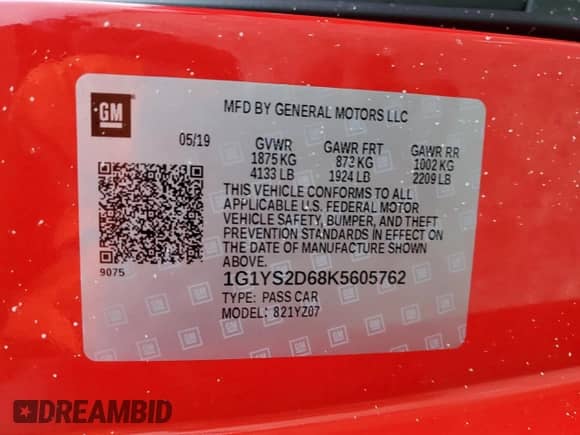 GM
MFD BY GENERAL MOTORS LLC
05/19 GVWR GAWR FRT GAWR RR
1875 KG 873 KG 1002 KG
4133 LB 1924 LB 2209 LB
THIS VEHICLE CONFORMS TO ALL
APPLICABLE U.S. FEDERAL MOTOR
VEHICLE SAFETY, BUMPER, AND THEFT
PREVENTION STANDARDS IN EFFECT ON
THE DATE OF MANUFACTURE SHOWN
ABOVE.
9075
1G1YS2D68K5605762
TYPE: PASS CAR
MODEL: 821YZ07
DREAMBID